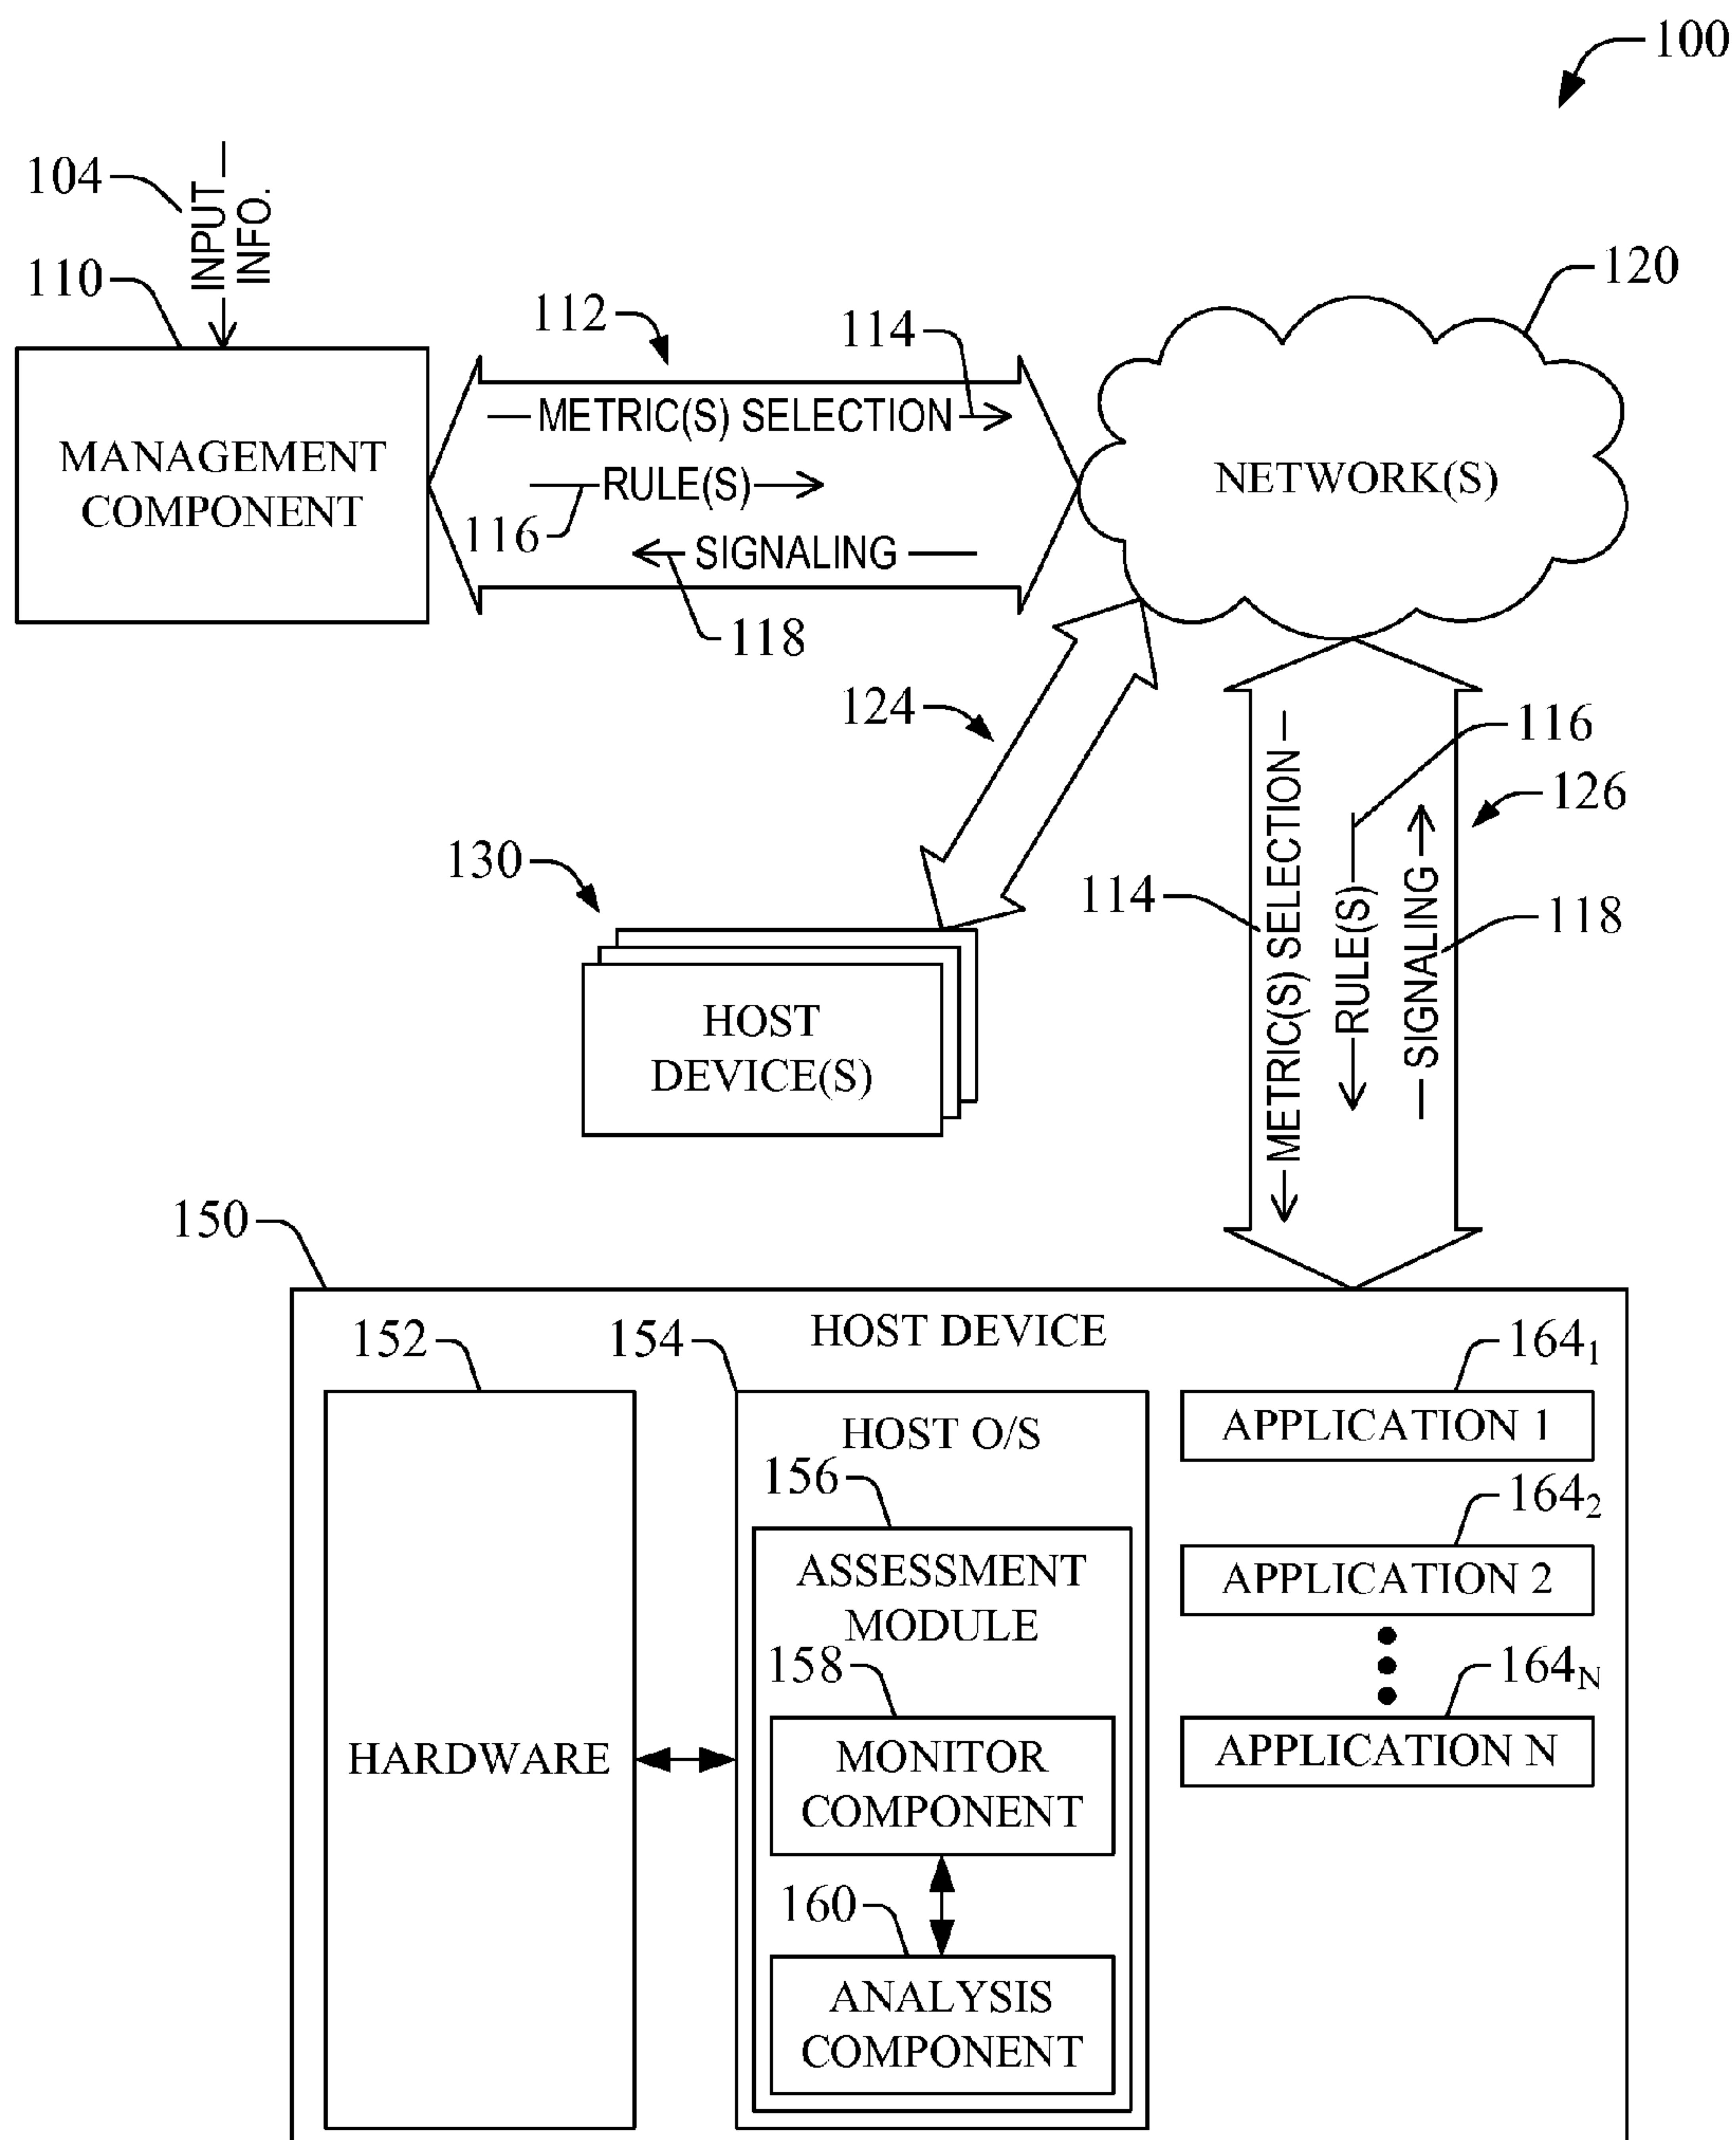 100
104
INPUT
INFO.
110
MANAGEMENT
COMPONENT
112
114
METRIC(S) SELECTION
RULE(S)
116
SIGNALING
118
120
NETWORK(S)
124
126
116
114
118
METRIC(S) SELECTION
RULE(S)
SIGNALING
130
HOST
DEVICE(S)
150
HOST DEVICE
152
HARDWARE
154
HOST O/S
156
ASSESSMENT
MODULE
158
MONITOR
COMPONENT
160
ANALYSIS
COMPONENT
164₁
APPLICATION 1
164₂
APPLICATION 2
164N
APPLICATION N